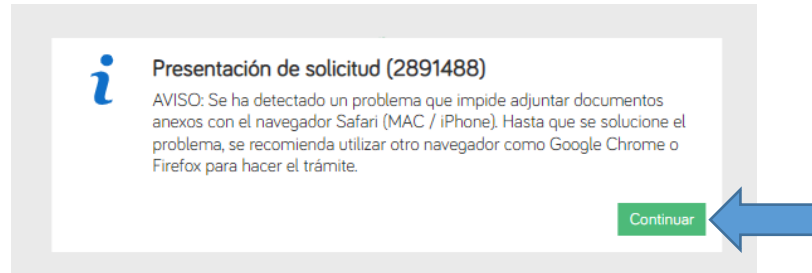 Presentación de solicitud (2891488)
AVISO: Se ha detectado un problema que impide adjuntar documentos
anexos con el navegador Safari (MAC / iPhone). Hasta que se solucione el
problema, se recomienda utilizar otro navegador como Google Chrome o
Firefox para hacer el trámite.
Continuar